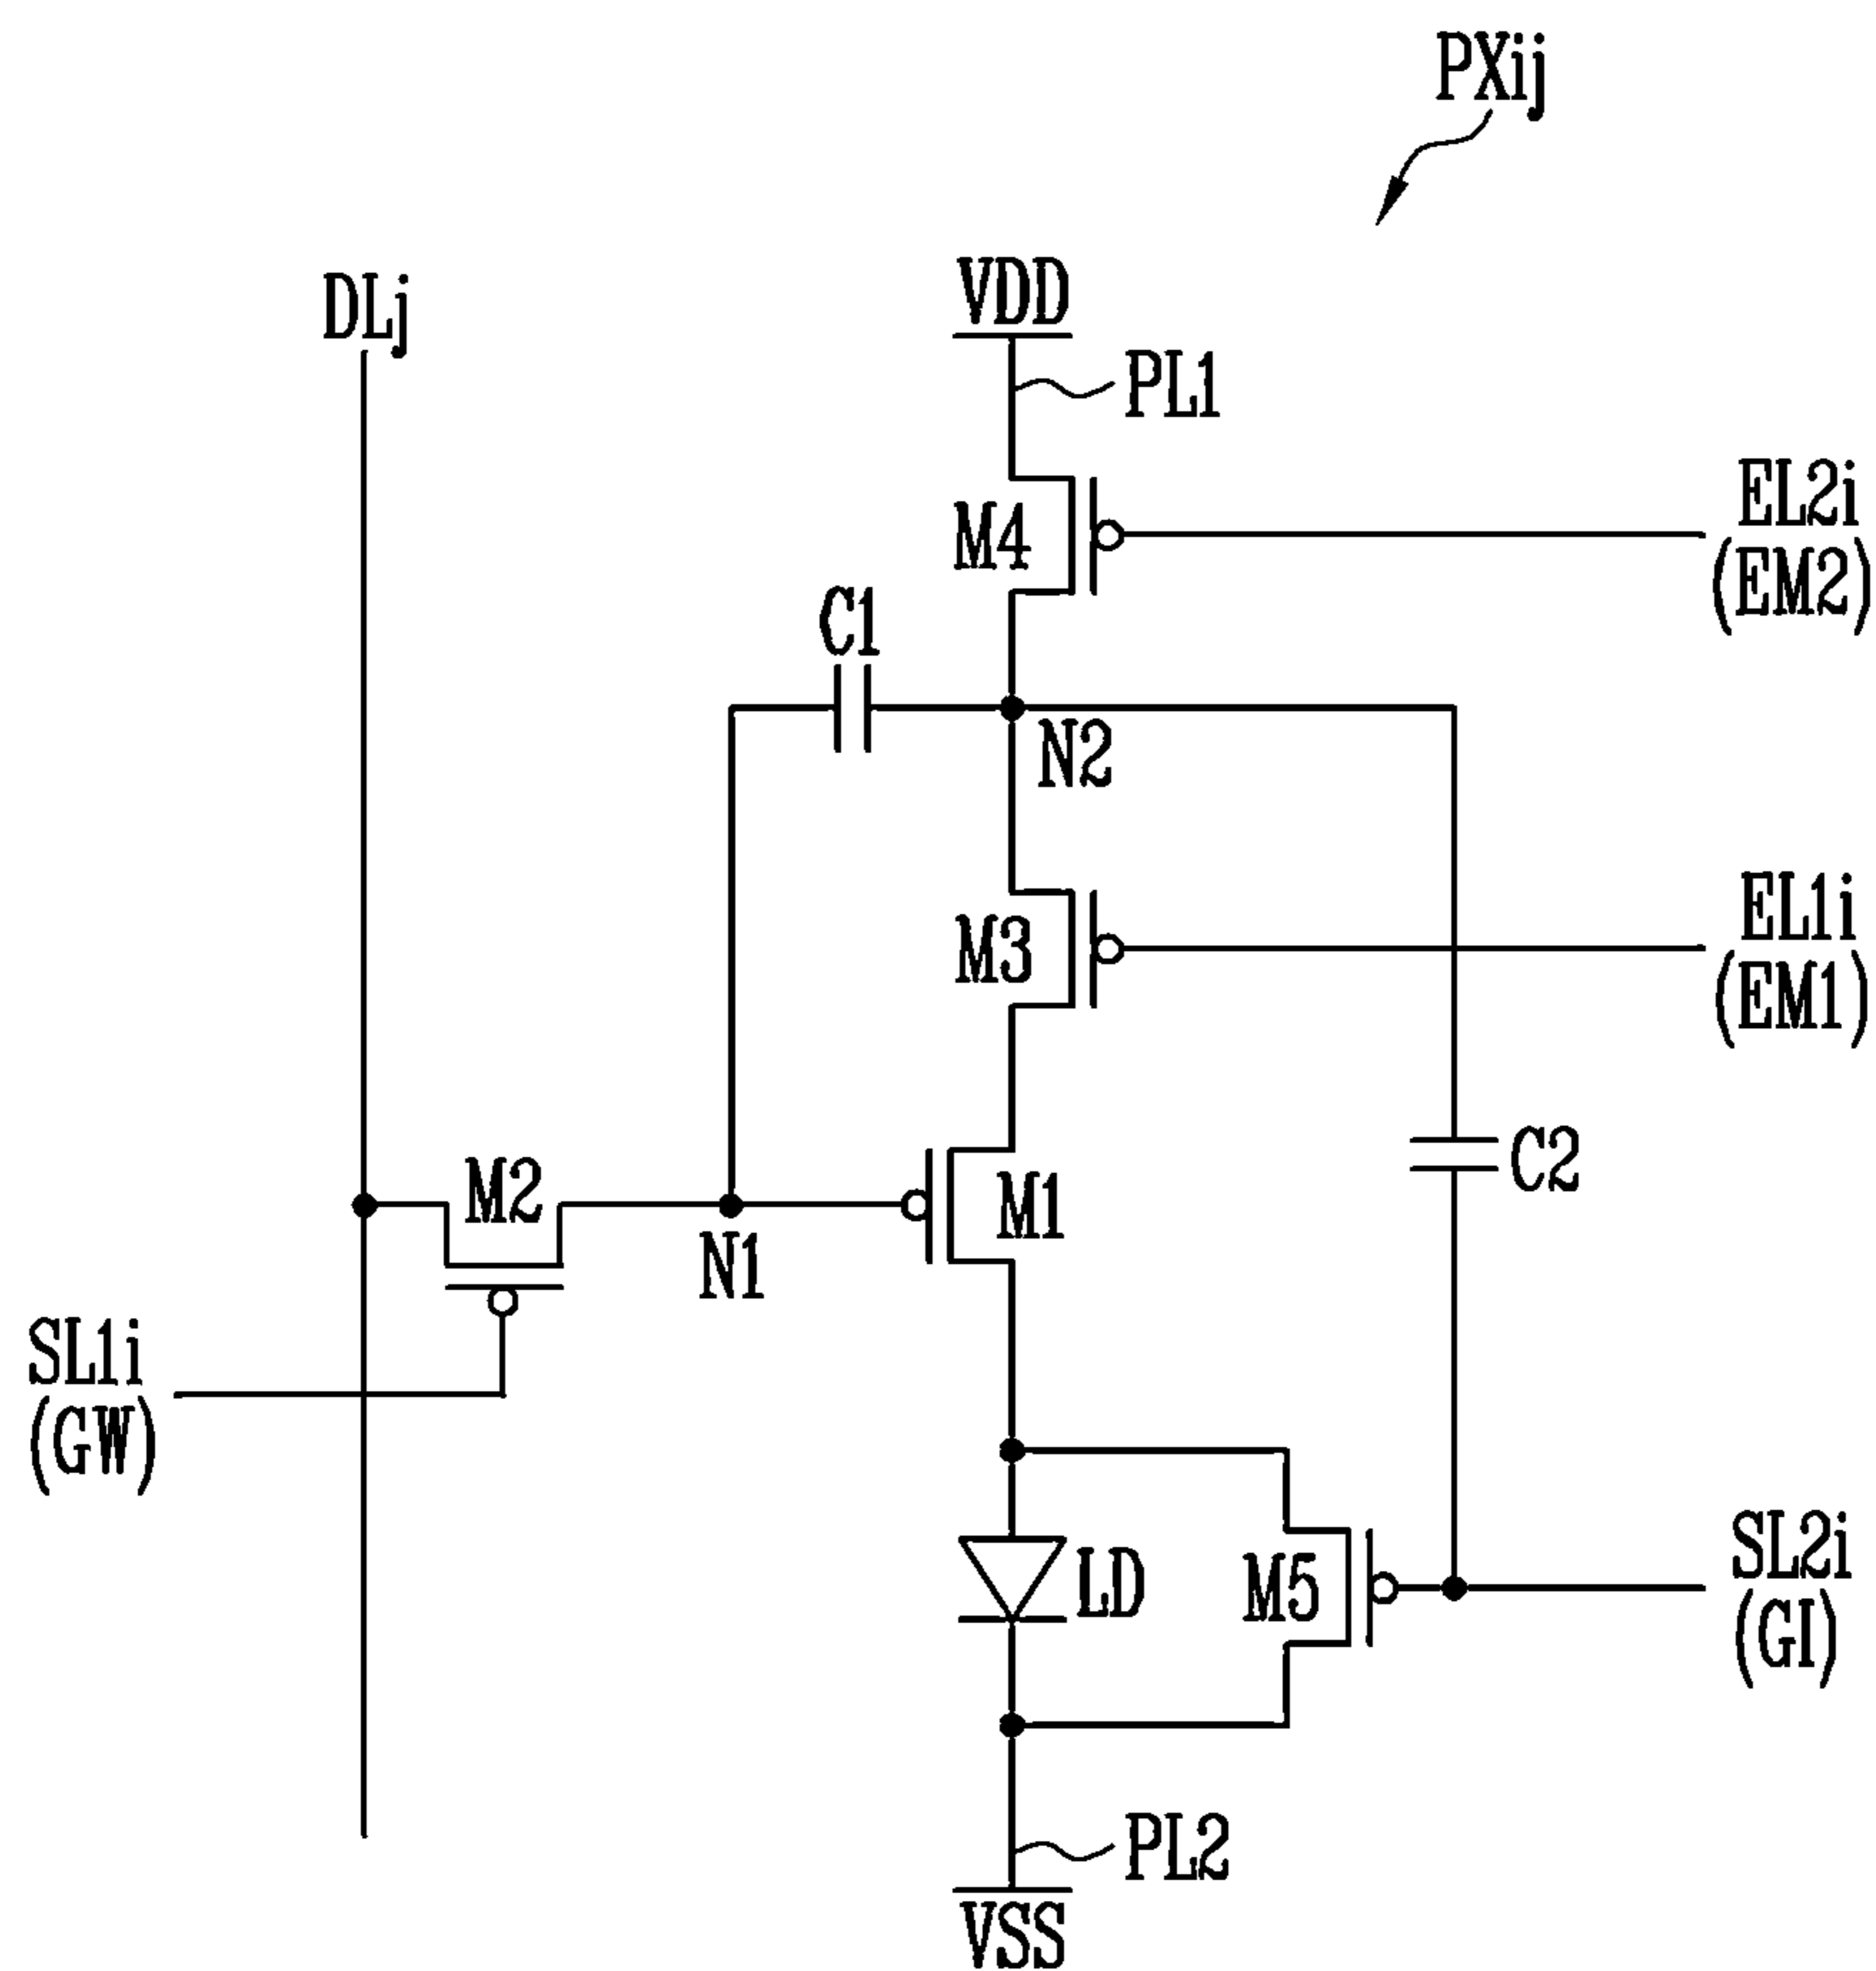 PXij
DLj
VDD
PL1
EL2i
(EM2)
M4
C1
N2
EL1i
(EM1)
M3
C2
M2
M1
N1
SL1i
(GW)
LD
M5
SL2i
(GI)
PL2
VSS